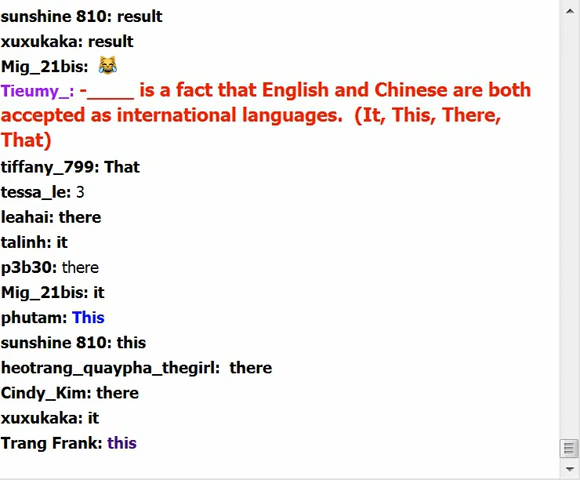 sunshine 810: result
xuxukaka: result
Mig_21bis:
Tieumy_: -____ is a fact that English and Chinese are both
accepted as international languages.  (It, This, There,
That)
tiffany_799: That
tessa_le: 3
leahai: there
talinh: it
p3b30: there
Mig_21bis: it
phutam: This
sunshine 810: this
heotrang_quaypha_thegirl:  there
Cindy_Kim: there
xuxukaka: it
Trang Frank: this